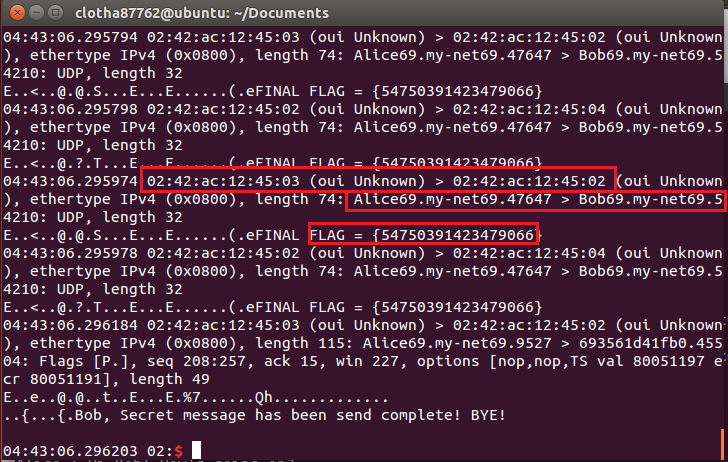 clotha87762@ubuntu: ~/Documents
04:43:06.295794 02:42:ac:12:45:03 (oui Unknown) > 02:42:ac:12:45:02 (oui Unknown
), ethertype IPv4 (0x0800), length 74: Alice69.my-net69.47647 > Bob69.my-net69.5
4210: UDP, length 32
E..<..@.@.S...E...E......(.eFINAL FLAG = {54750391423479066}
04:43:06.295798 02:42:ac:12:45:02 (oui Unknown) > 02:42:ac:12:45:04 (oui Unknown
), ethertype IPv4 (0x0800), length 74: Alice69.my-net69.47647 > Bob69.my-net69.5
4210: UDP, length 32
E..<..@.?.T...E...E......(.eFINAL FLAG = {54750391423479066}
04:43:06.295974 02:42:ac:12:45:03 (oui Unknown) > 02:42:ac:12:45:02 (oui Unknown
), ethertype IPv4 (0x0800), length 74: Alice69.my-net69.47647 > Bob69.my-net69.5
4210: UDP, length 32
E..<..@.@.S...E...E......(.eFINAL FLAG = {54750391423479066}
04:43:06.295978 02:42:ac:12:45:02 (oui Unknown) > 02:42:ac:12:45:04 (oui Unknown
), ethertype IPv4 (0x0800), length 74: Alice69.my-net69.47647 > Bob69.my-net69.5
4210: UDP, length 32
E..<..@.?.T...E...E......(.eFINAL FLAG = {54750391423479066}
04:43:06.296184 02:42:ac:12:45:03 (oui Unknown) > 02:42:ac:12:45:02 (oui Unknown
), ethertype IPv4 (0x0800), length 115: Alice69.my-net69.9527 > 693561d41fb0.455
04: Flags [P.], seq 208:257, ack 15, win 227, options [nop,nop,TS val 80051197 e
cr 80051191], length 49
E..e..@.@..t..E...E.%7......Qh.............
..{...{.Bob, Secret message has been send complete! BYE!
04:43:06.296203 02:$